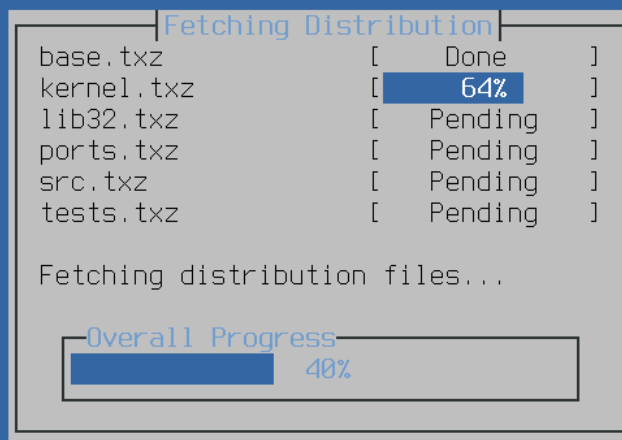 Fetching Distribution
base.txz [ Done ]
kernel.txz [ 64% ]
lib32.txz [ Pending ]
ports.txz [ Pending ]
src.txz [ Pending ]
tests.txz [ Pending ]
Fetching distribution files...
Overall Progress
40%